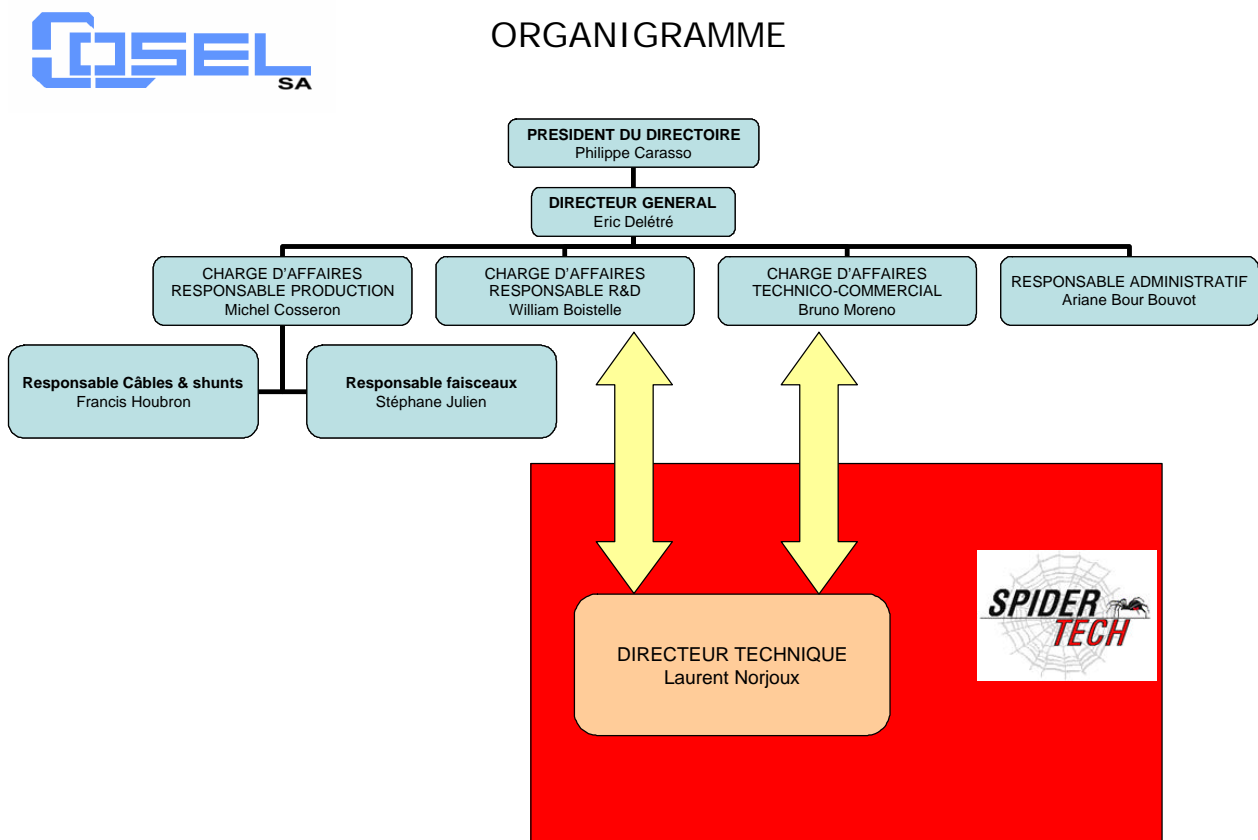 COSEL
SA
ORGANIGRAMME
PRESIDENT DU DIRECTOIRE
Philippe Carasso
DIRECTEUR GENERAL
Eric Delétré
CHARGE D'AFFAIRES
RESPONSABLE PRODUCTION
Michel Cosseron
CHARGE D'AFFAIRES
RESPONSABLE R&D
William Boistelle
CHARGE D'AFFAIRES
TECHNICO-COMMERCIAL
Bruno Moreno
RESPONSABLE ADMINISTRATIF
Ariane Bour Bouvot
Responsable Câbles & shunts
Francis Houbron
Responsable faisceaux
Stéphane Julien
SPIDER
TECH
DIRECTEUR TECHNIQUE
Laurent Norjoux